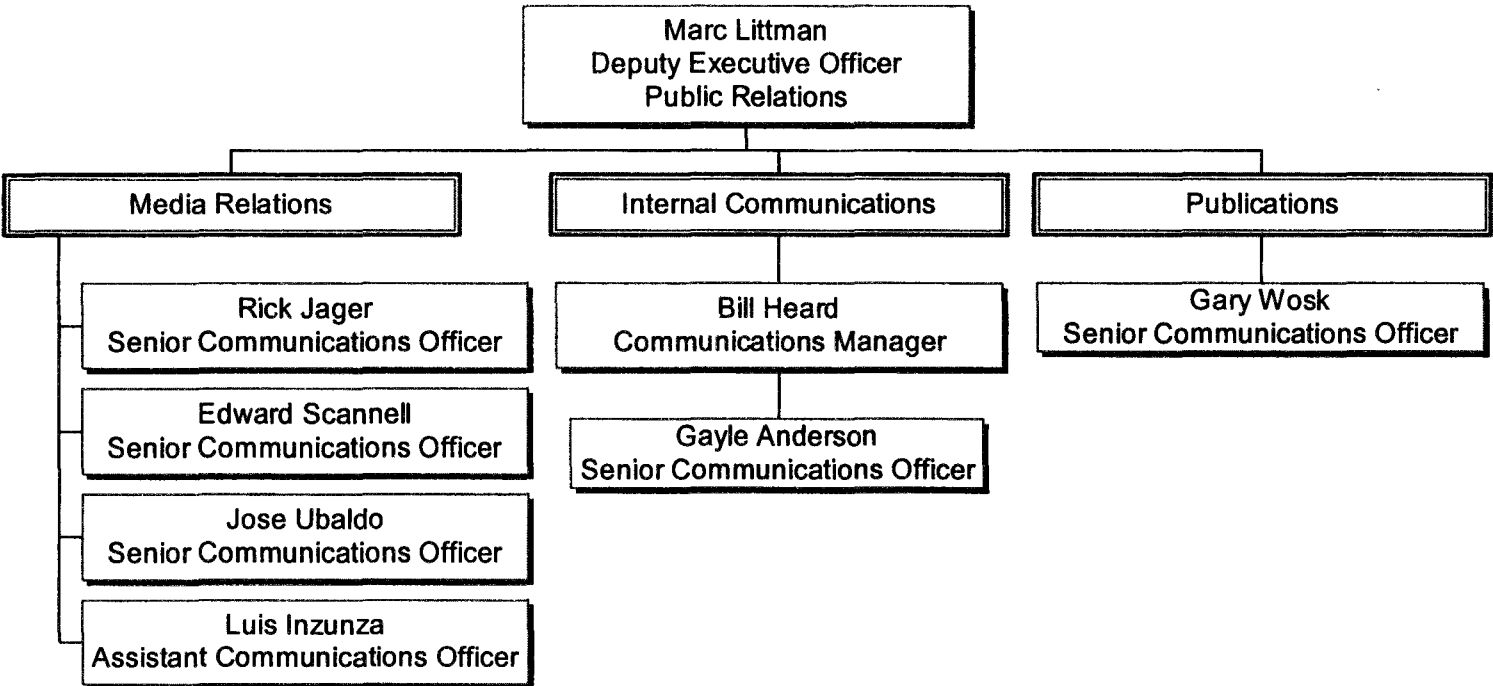 Marc Littman
Deputy Executive Officer
Public Relations
Media Relations
Rick Jager
Senior Communications Officer
Edward Scannell
Senior Communications Officer
Jose Ubaldo
Senior Communications Officer
Luis Inzunza
Assistant Communications Officer
Internal Communications
Bill Heard
Communications Manager
Gayle Anderson
Senior Communications Officer
Publications
Gary Wosk
Senior Communications Officer